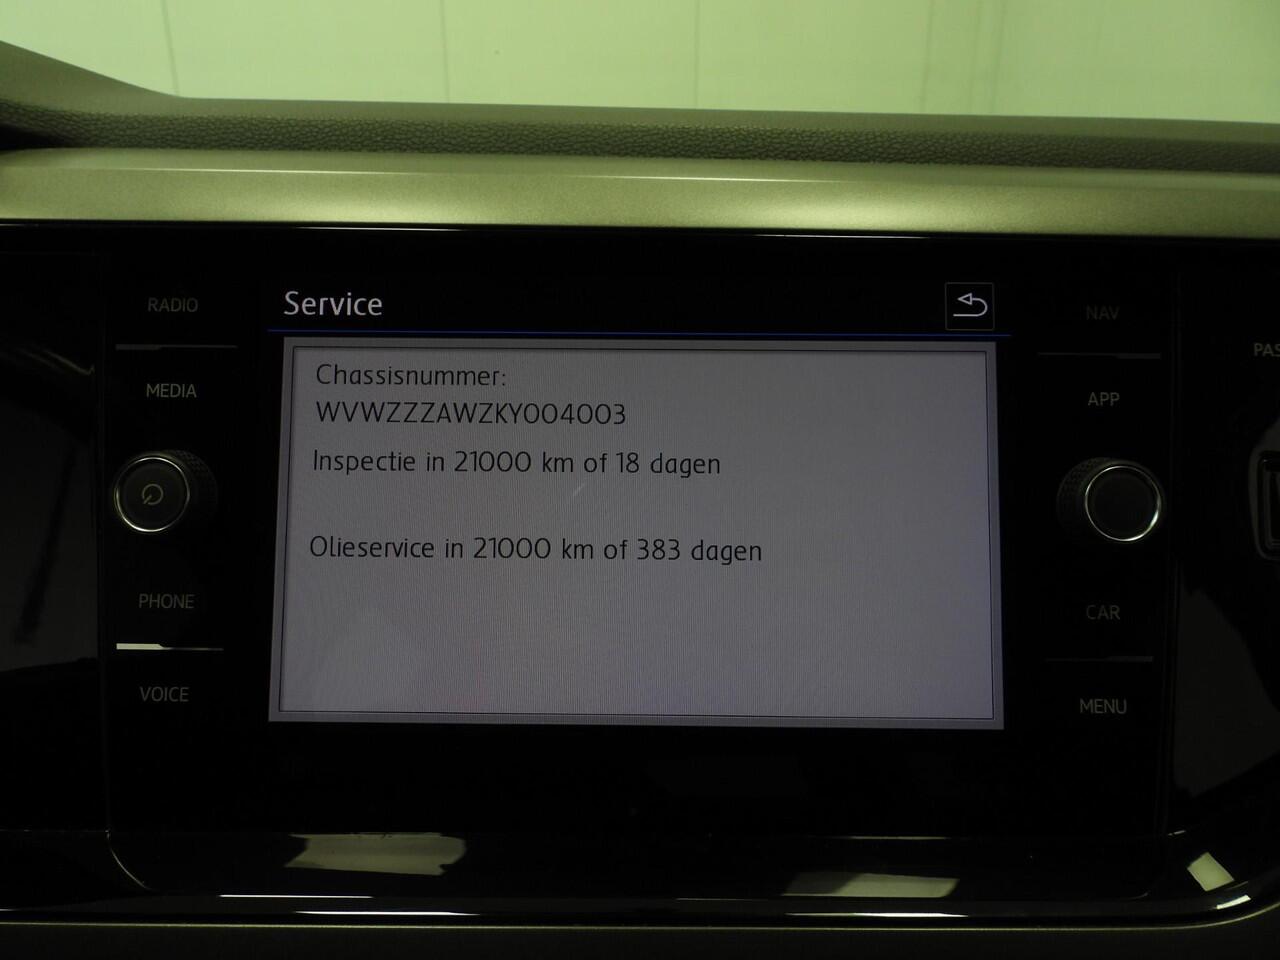 RADIO
MEDIA
PHONE
VOICE
Service
Chassisnummer:
WVWZZZAWZKY004003
Inspectie in 21000 km of 18 dagen
Olieservice in 21000 km of 383 dagen
NAV
APP
CAR
MENU